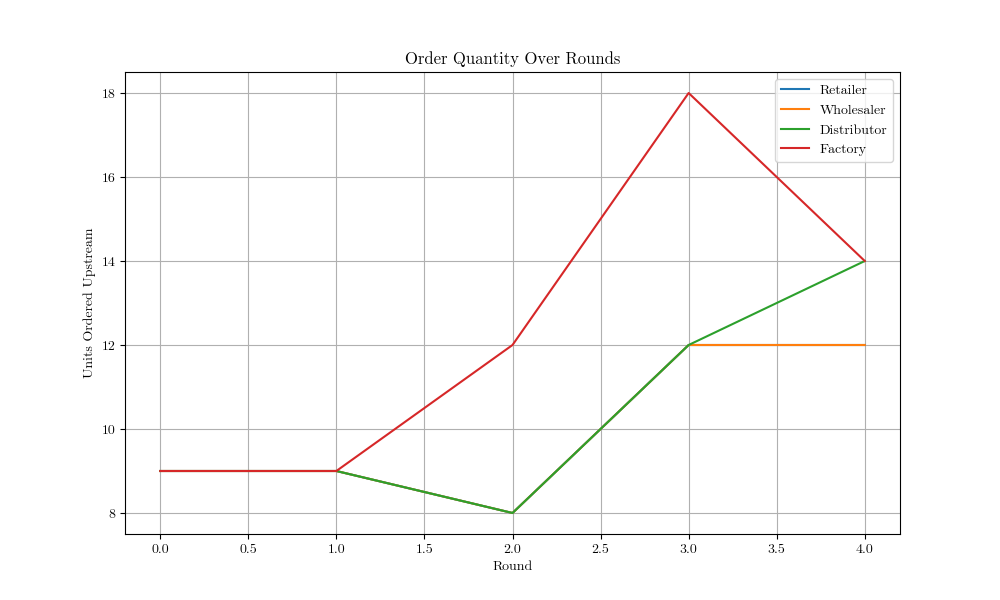 Order Quantity Over Rounds
Retailer
Wholesaler
Distributor
Factory
Units Ordered Upstream
18
16
14
12
10
8
0.0 0.5 1.0 1.5 2.0 2.5 3.0 3.5 4.0
Round